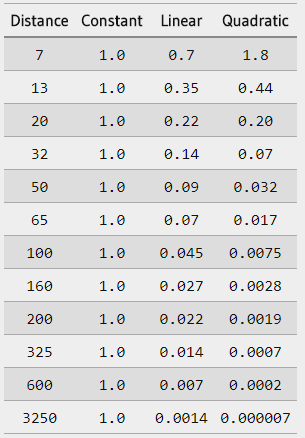 Distance Constant Linear Quadratic
7 1.0 0.7 1.8
13 1.0 0.35 0.44
20 1.0 0.22 0.20
32 1.0 0.14 0.07
50 1.0 0.09 0.032
65 1.0 0.07 0.017
100 1.0 0.045 0.0075
160 1.0 0.027 0.0028
200 1.0 0.022 0.0019
325 1.0 0.014 0.0007
600 1.0 0.007 0.0002
3250 1.0 0.0014 0.000007